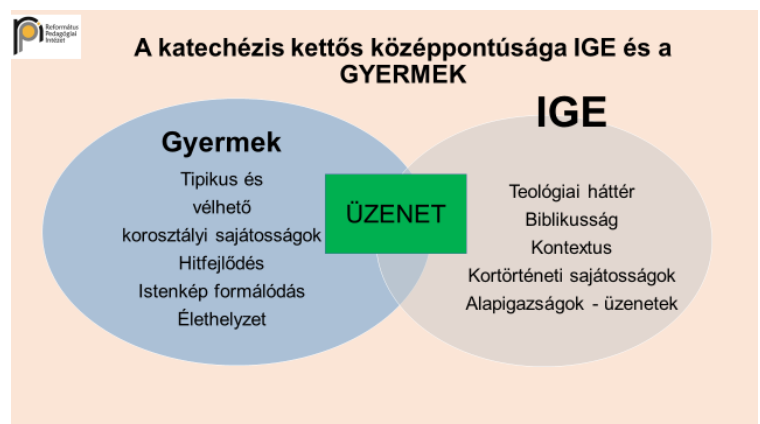 Református
Pedagógiai
Intézet
A katechézis kettős középpontúsága IGE és a
GYERMEK
Gyermek
Tipikus és
vélhető
korosztályi sajátosságok
Hitfejlődés
Istenkép formálódás
Élethelyzet
ÜZENET
IGE
Teológiai háttér
Biblikusság
Kontextus
Kortörténeti sajátosságok
Alapigazságok - üzenetek